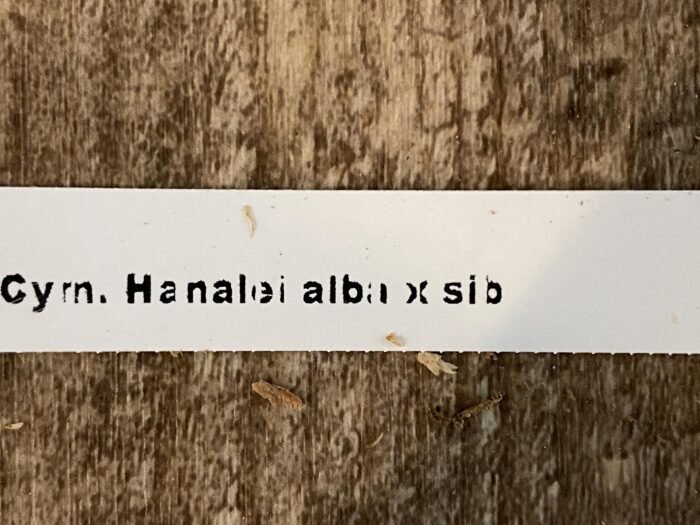 Cym. Hanalei alba x sib